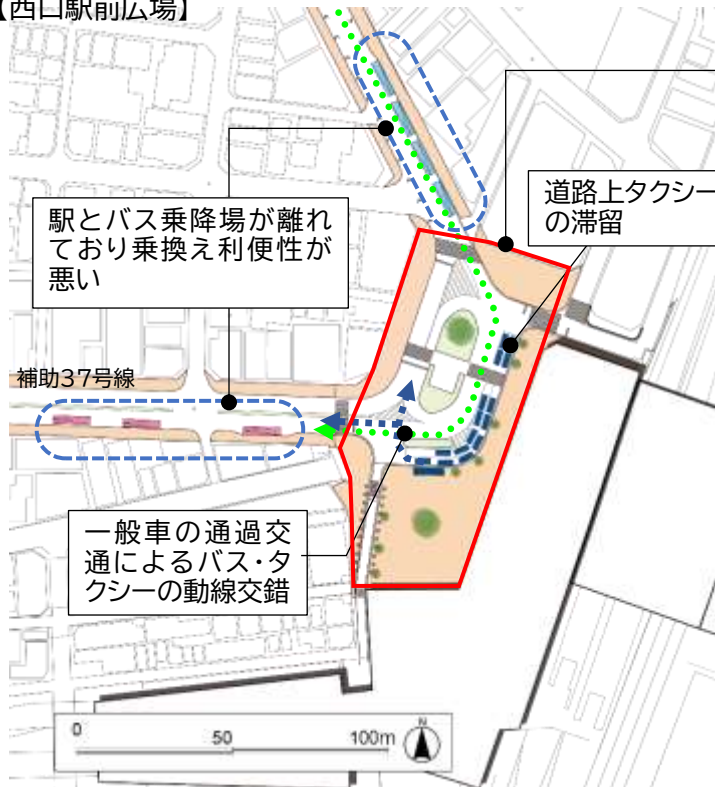 【西口駅前広場】
道路上タクシー
の滞留
駅とバス乗降場が離れ
ており乗換え利便性が
悪い
補助37号線
一般車の通過交
通によるバス・タ
クシーの動線交錯
0 50 100m
N